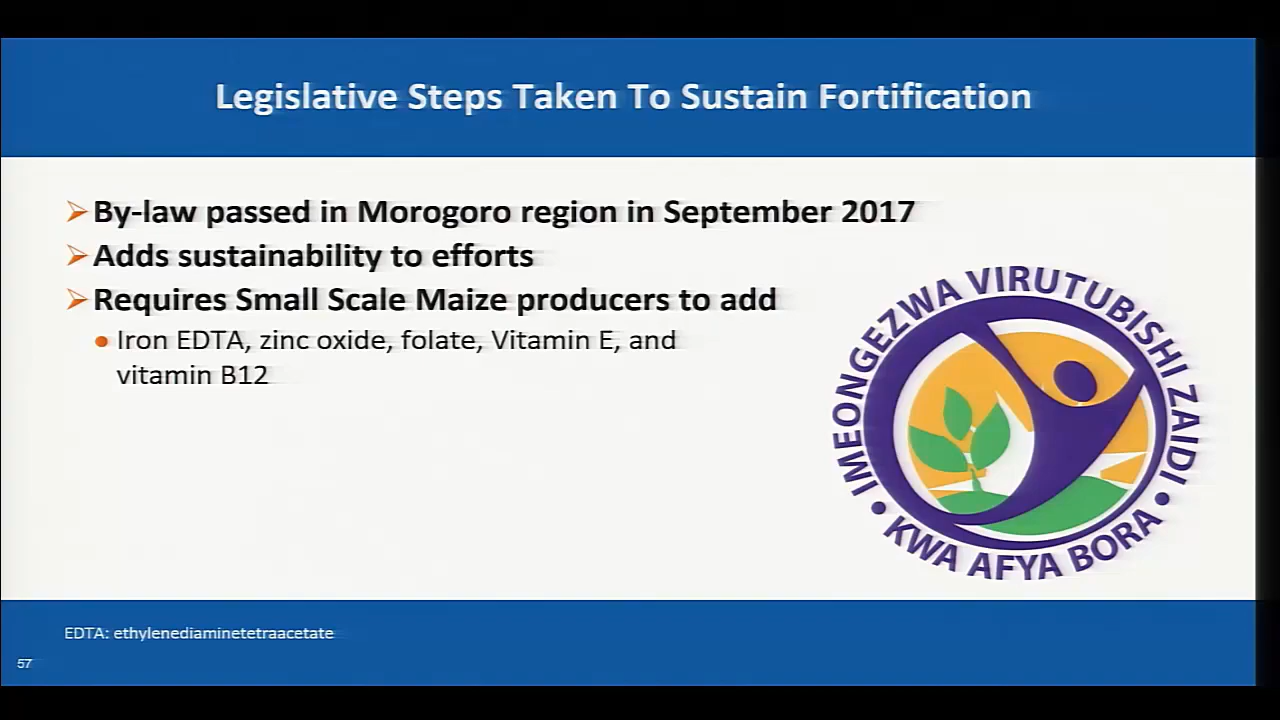 Legislative Steps Taken To Sustain Fortification
By-law passed in Morogoro region in September 2017
Adds sustainability to efforts
Requires Small Scale Maize producers to add
Iron EDTA, zinc oxide, folate, Vitamin E, and
vitamin B12
IMEONGEZWA VIRUTUBISHI ZAIDI
• KWA AFYA BORA •
EDTA: ethylenediaminetetraacetate
57